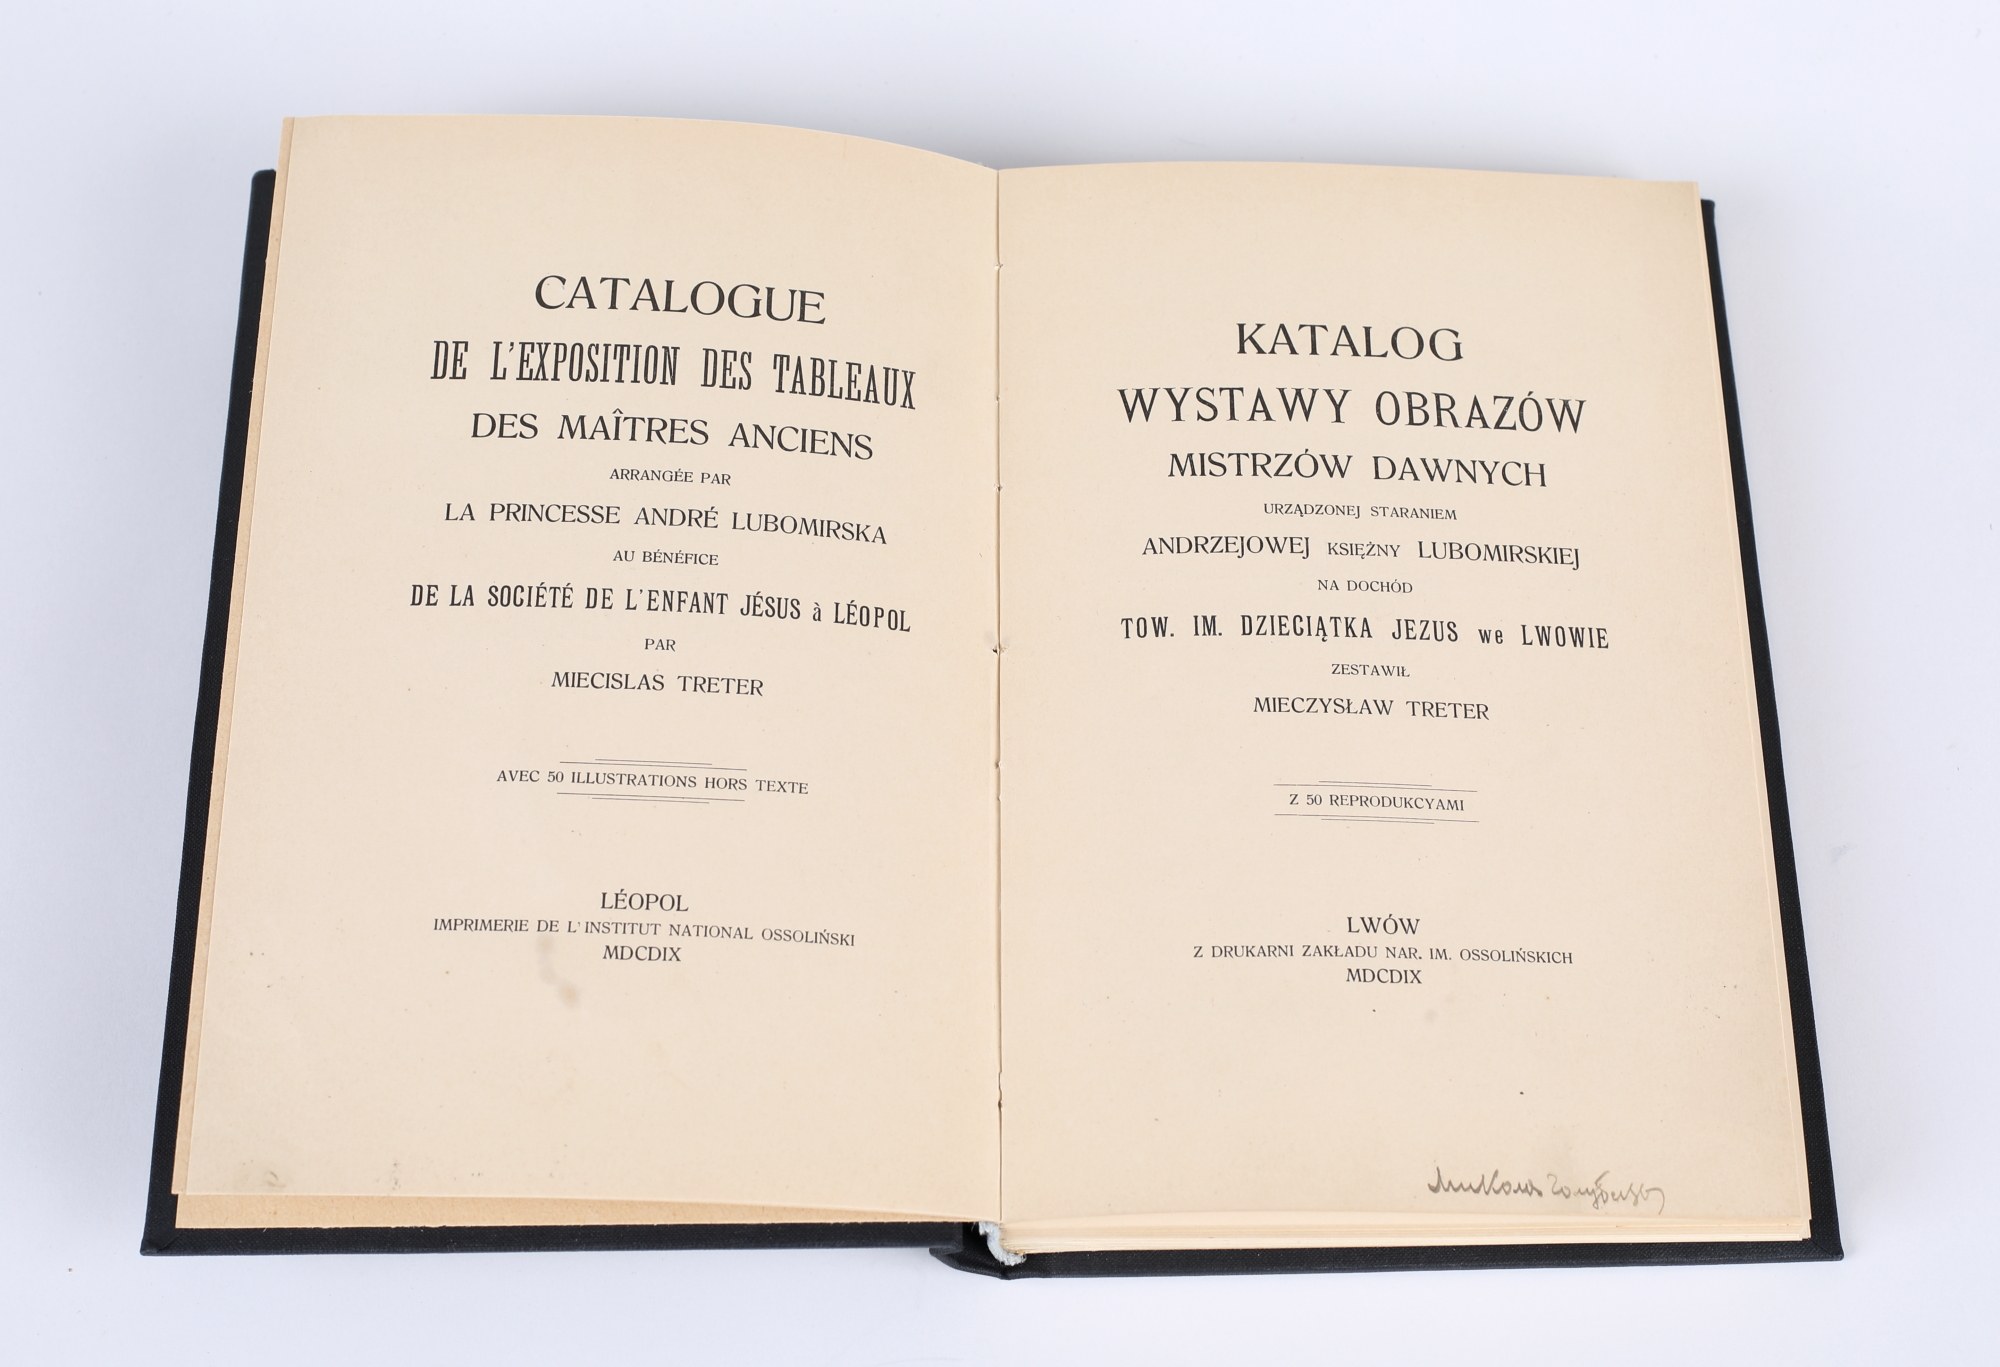 CATALOGUE
DE L'EXPOSITION DES TABLEAUX
DES MAÎTRES ANCIENS
ARRANGÉE PAR
LA PRINCESSE ANDRÉ LUBOMIRSKA
AU BÉNÉFICE
DE LA SOCIÉTÉ DE L'ENFANT JÉSUS à LÉOPOL
PAR
MIECISLAS TRETER
AVEC 50 ILLUSTRATIONS HORS TEXTE
LÉOPOL
IMPRIMERIE DE L'INSTITUT NATIONAL OSSOLIŃSKI
MDCDIX
KATALOG
WYSTAWY OBRAZÓW
MISTRZÓW DAWNYCH
URZĄDZONEJ STARANIEM
ANDRZEJOWEJ KSIĘŻNY LUBOMIRSKIEJ
NA DOCHÓD
TOW. IM. DZIECIĄTKA JEZUS we LWOWIE
ZESTAWIŁ
MIECZYSŁAW TRETER
Z 50 REPRODUKCYAMI
LWÓW
Z DRUKARNI ZAKŁADU NAR. IM. OSSOLIŃSKICH
MDCDIX